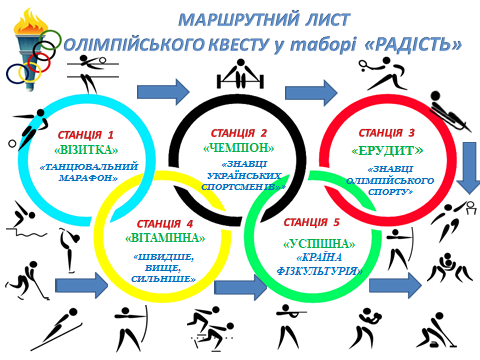 МАРШРУТНИЙ ЛИСТ
ОЛІМПІЙСЬКОГО КВЕСТУ у таборі «РАДІСТЬ»
СТАНЦІЯ 1
«ВІЗИТКА»
«ТАНЦЮВАЛЬНИЙ
МАРАФОН»
СТАНЦІЯ 2
«ЧЕМПІОН»
«ЗНАВЦІ
УКРАЇНСЬКИХ
СПОРТСМЕНІВ»»
СТАНЦІЯ 3
«ЕРУДИТ»
«ЗНАВЦІ
ОЛІМПІЙСЬКОГО
СПОРТУ»
СТАНЦІЯ 4
«ВІТАМІННА»
«ШВИДШЕ,
ВИЩЕ,
СИЛЬНІШЕ»
СТАНЦІЯ 5
«УСПІШНА»
«КРАЇНА
ФІЗКУЛЬТУРІЯ»